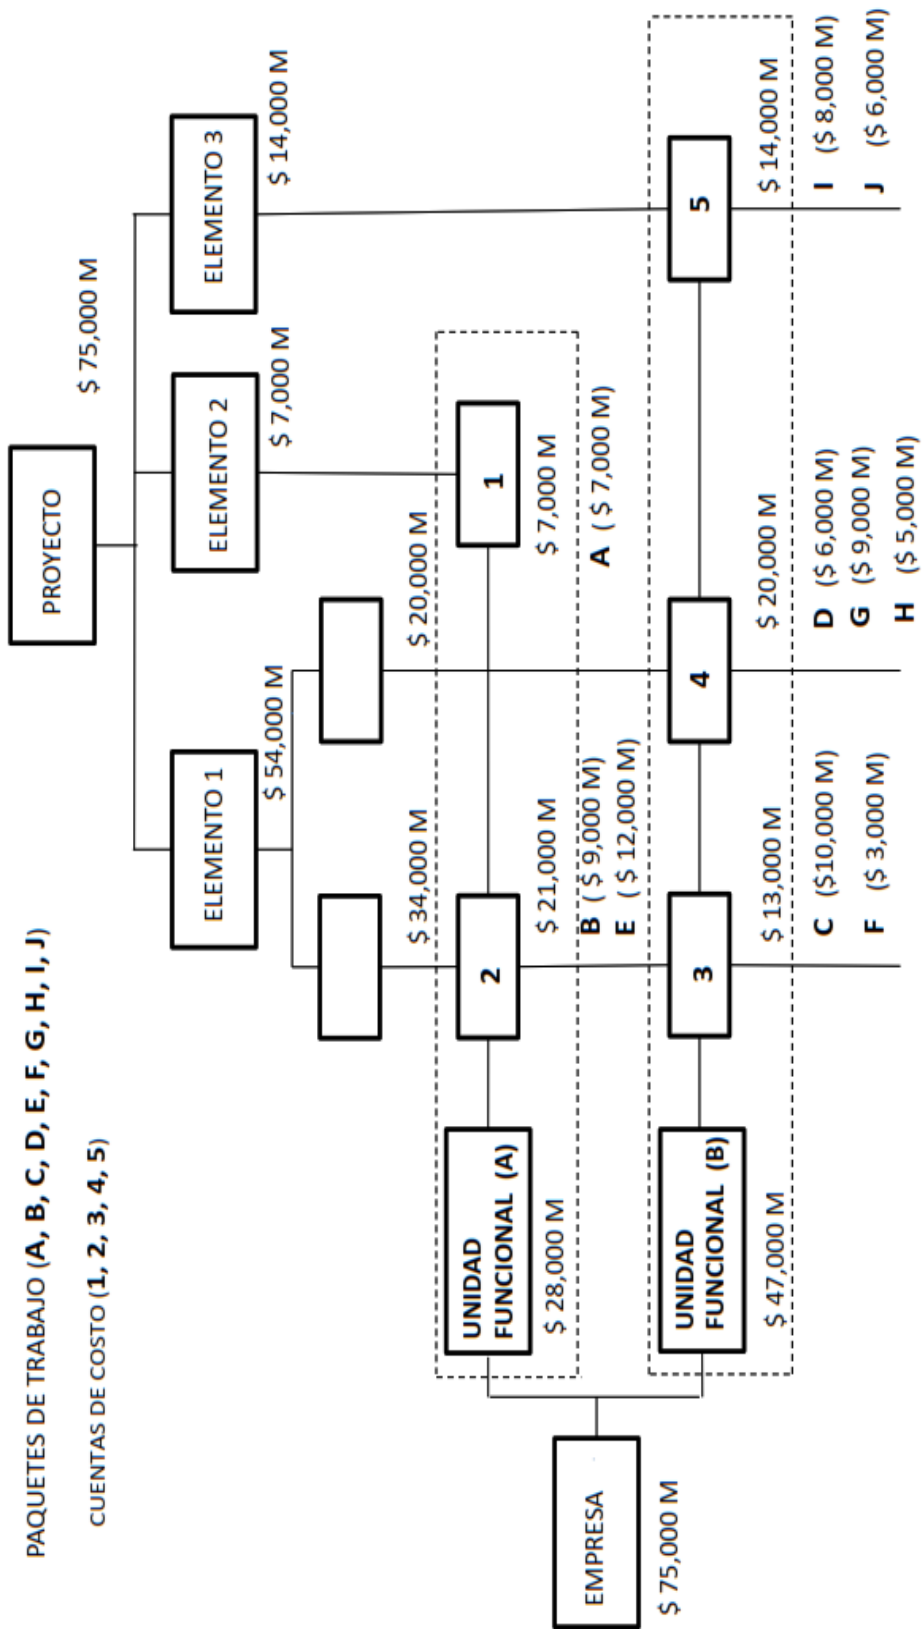 PAQUETES DE TRABAJO (A, B, C, D, E, F, G, H, I, J)
CUENTAS DE COSTO (1, 2, 3, 4, 5)
PROYECTO
$ 75,000 M
ELEMENTO 1
ELEMENTO 2
ELEMENTO 3
$ 54,000 M
$ 7,000 M
$ 14,000 M
$ 34,000 M
$ 20,000 M
UNIDAD
FUNCIONAL (A)
2
1
$ 28,000 M
$ 21,000 M
$ 7,000 M
B ( $ 9,000 M)
E ( $ 12,000 M)
A ( $ 7,000 M)
EMPRESA
$ 75,000 M
UNIDAD
FUNCIONAL (B)
3
4
5
$ 47,000 M
$ 13,000 M
$ 20,000 M
$ 14,000 M
C ($10,000 M)
F ($ 3,000 M)
D ($ 6,000 M)
G ($ 9,000 M)
H ($ 5,000 M)
I ($ 8,000 M)
J ($ 6,000 M)